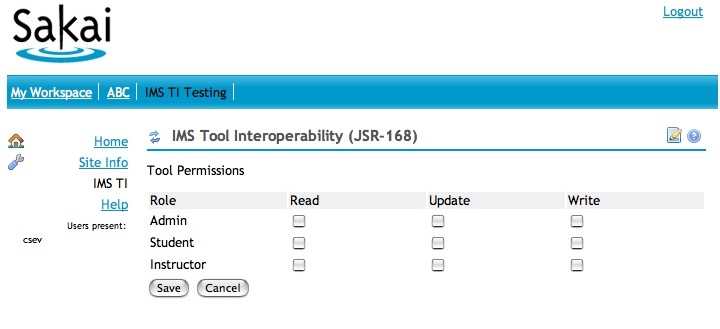 Sakai
Logout
My Workspace ABC IMS TI Testing
Home
Site Info
IMS TI
Help
Users present:
csev
IMS Tool Interoperability (JSR-168)
Tool Permissions
Role Read Update Write
Admin
Student
Instructor
Save Cancel